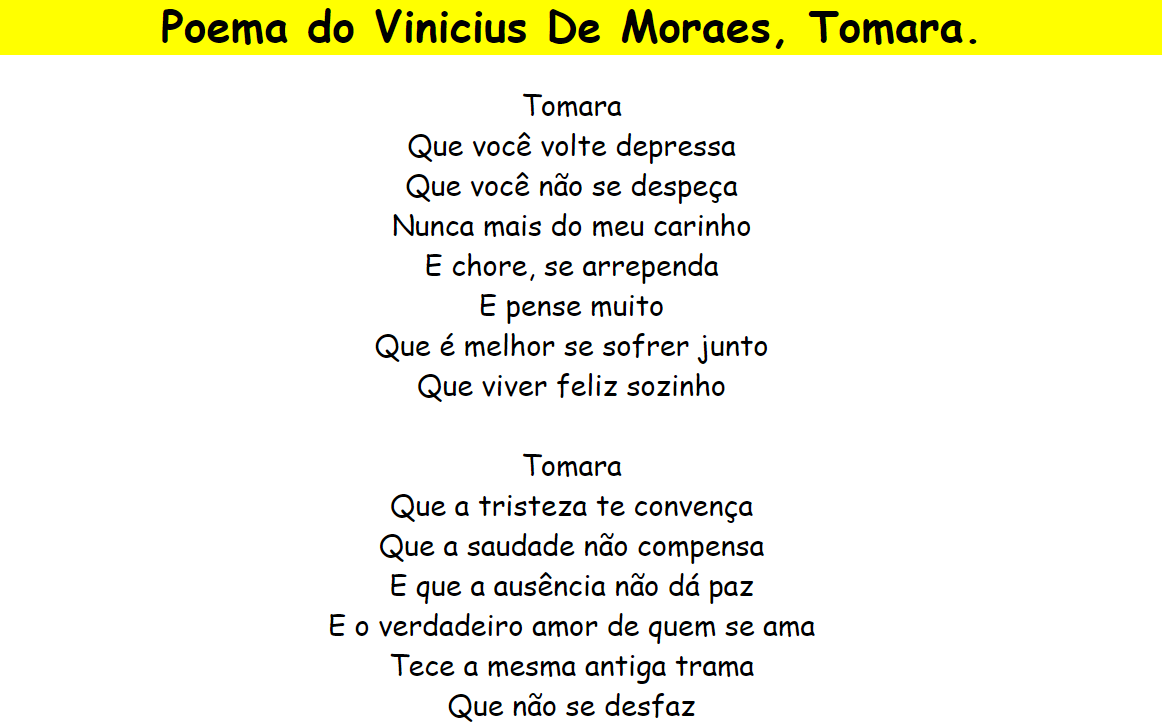 Poema do Vinicius De Moraes, Tomara.
Tomara
Que você volte depressa
Que você não se despeça
Nunca mais do meu carinho
E chore, se arrependa
E pense muito
Que é melhor se sofrer junto
Que viver feliz sozinho
Tomara
Que a tristeza te convença
Que a saudade não compensa
E que a ausência não dá paz
E o verdadeiro amor de quem se ama
Tece a mesma antiga trama
Que não se desfaz